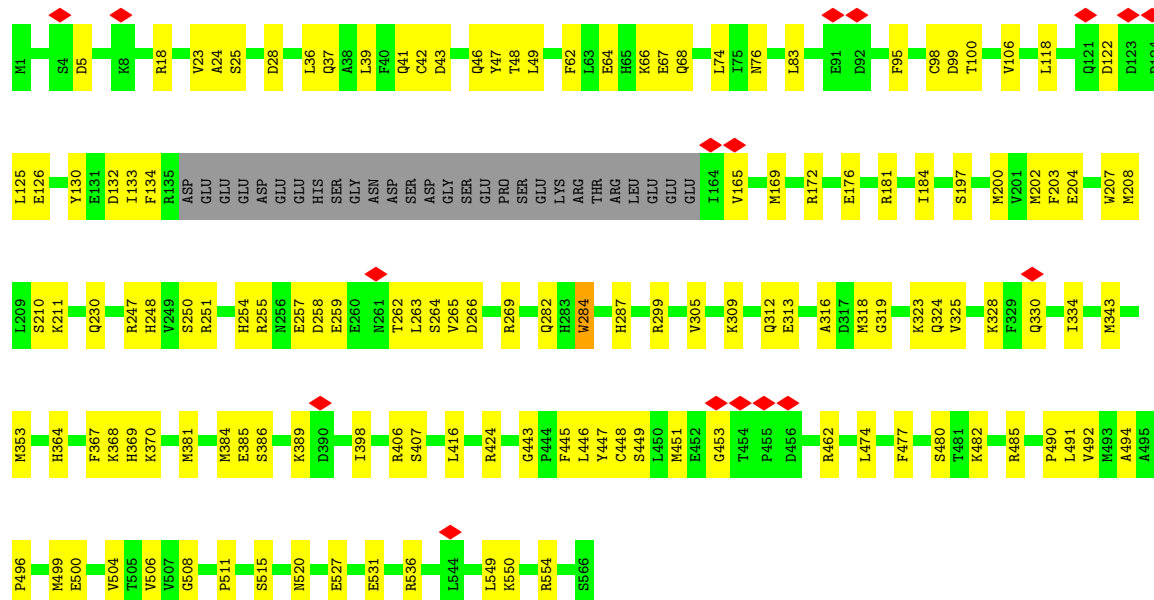 M1 S4 D5 K8 R18 V23 A24 S25 D28 L36 Q37 A38 L39 F40 Q41 C42 D43 Q46 Y47 T48 L49 F62 L63 E64 H65 K66 E67 Q68 L74 I75 N76 L83 E91 D92 F95 C98 D99 T100 V106 L118 Q121 D122 D123
L125 E126 Y130 E131 D132 I133 F134 R135 ASP GLU GLU GLU GLU ASP GLU GLU HIS SER GLY ASN ASP SER ASP GLY SER GLU PRO SER GLU LYS ARG THR ARG LEU GLU GLU GLU I164 V165 M169 R172 E176 R181 I184 S197 M200 V201 M202 F203 E204 W207 M208
L209 S210 K211 Q230 R247 H248 V249 S250 R251 H254 R255 N256 E257 D258 E259 E260 N261 T262 L263 S264 V265 D266 R269 Q282 H283 W284 H287 R299 V305 K309 Q312 E313 A316 D317 M318 G319 K323 Q324 V325 K328 F329 Q330 I334 M343
M353 H364 F367 K368 H369 K370 M381 M384 E385 S386 K389 D390 I398 R406 S407 L416 R424 G443 P444 F445 L446 Y447 C448 S449 L450 M451 E452 G453 T454 P455 D456 R462 L474 F477 S480 T481 K482 R485 P490 L491 V492 M493 A494 A495
P496 M499 E500 V504 T505 V506 V507 G508 P511 S515 N520 E527 E531 R536 L544 L549 K550 R554 S566